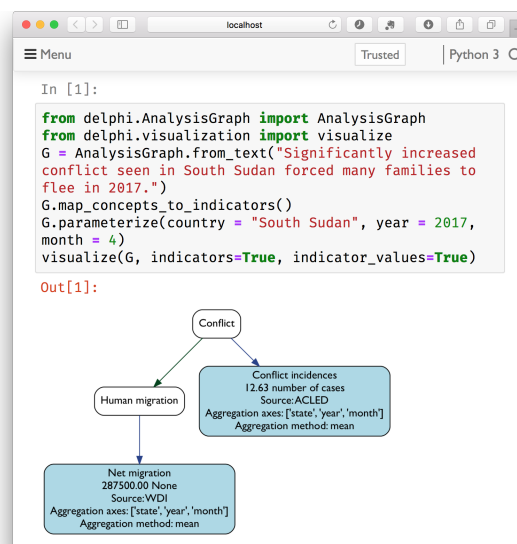 localhost
Menu
Trusted
Python 3
In [1]:
from delphi.AnalysisGraph import AnalysisGraph
from delphi.visualization import visualize
G = AnalysisGraph.from_text("Significantly increased
conflict seen in South Sudan forced many families to
flee in 2017.")
G.map_concepts_to_indicators()
G.parameterize(country = "South Sudan", year = 2017,
month = 4)
visualize(G, indicators=True, indicator_values=True)
Out[1]:
Conflict
Human migration
Conflict incidences
12.63 number of cases
Source:ACLED
Aggregation axes: ['state', 'year', 'month']
Aggregation method: mean
Net migration
287500.00 None
Source:WDI
Aggregation axes: ['state', 'year', 'month']
Aggregation method: mean